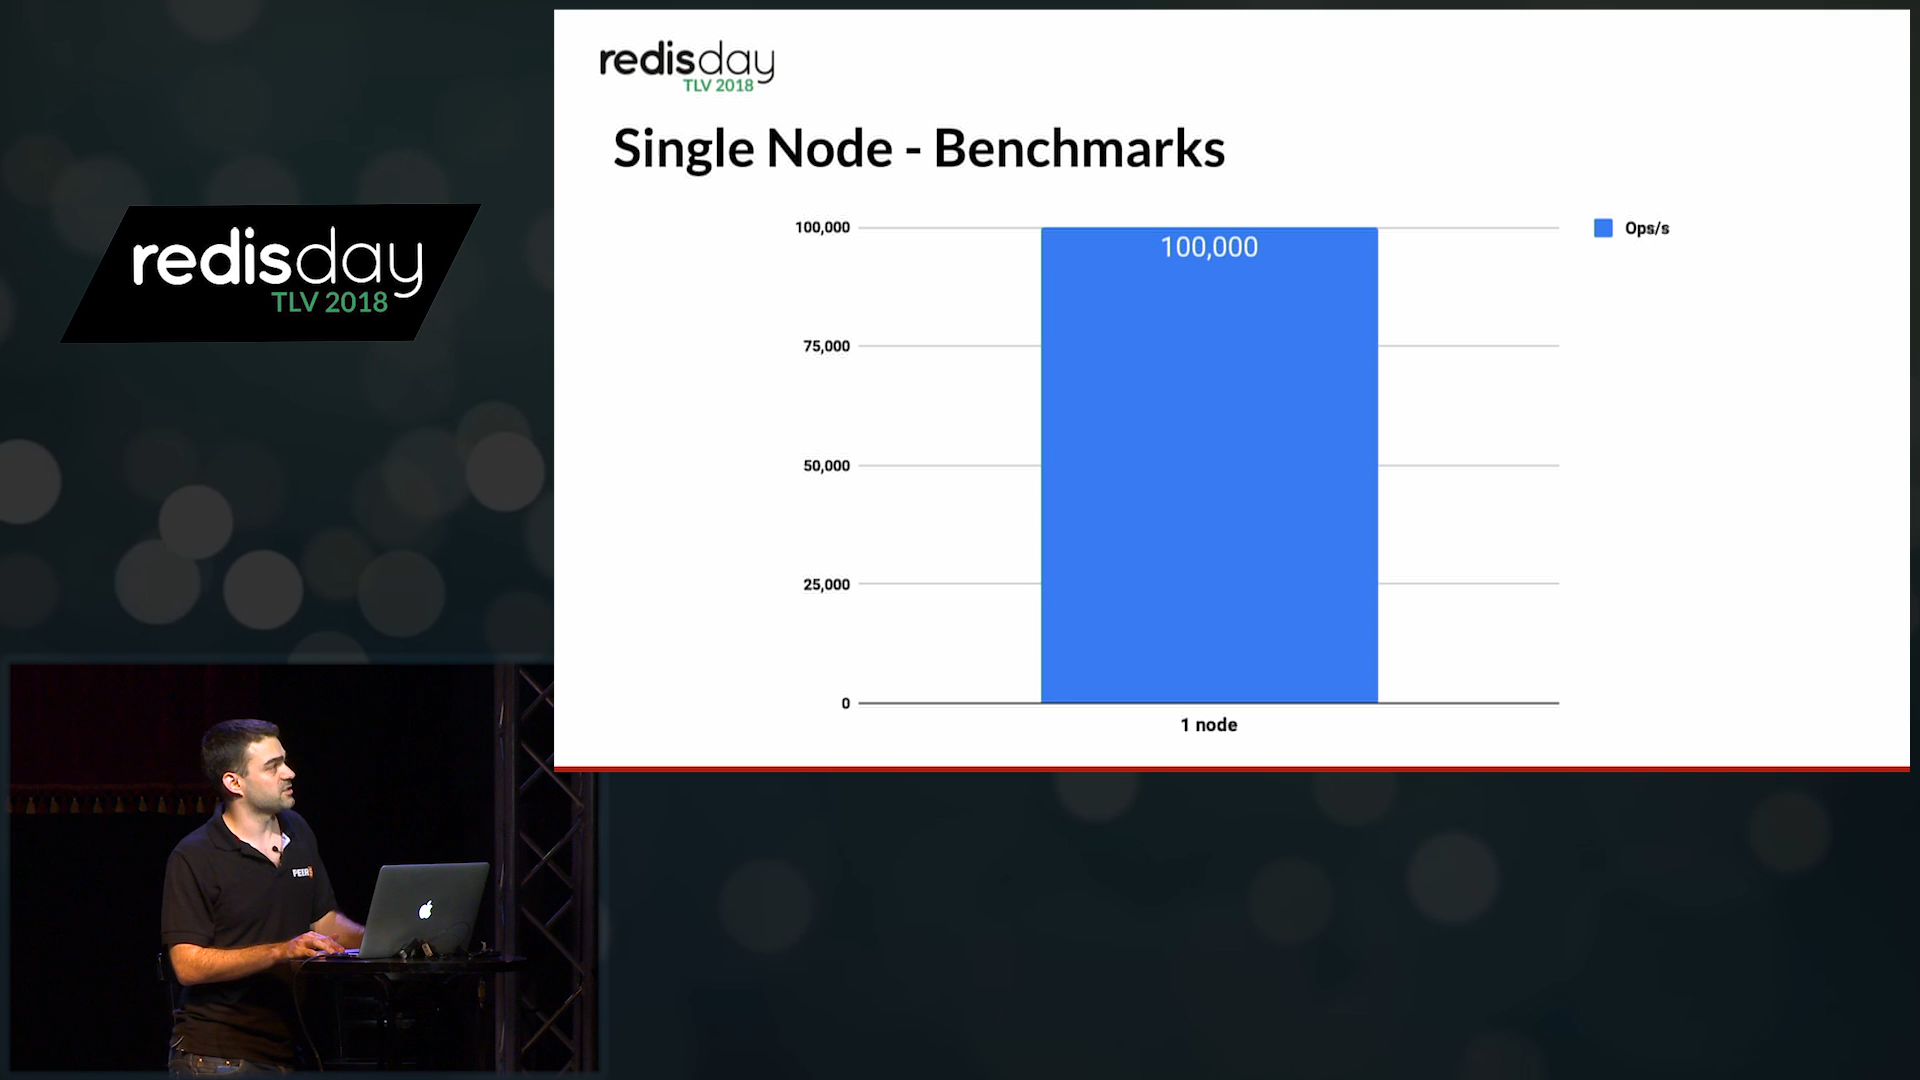 redisday
TLV 2018
redisday
TLV 2018
Single Node - Benchmarks
100,000
75,000
50,000
25,000
0
100,000
1 node
Ops/s